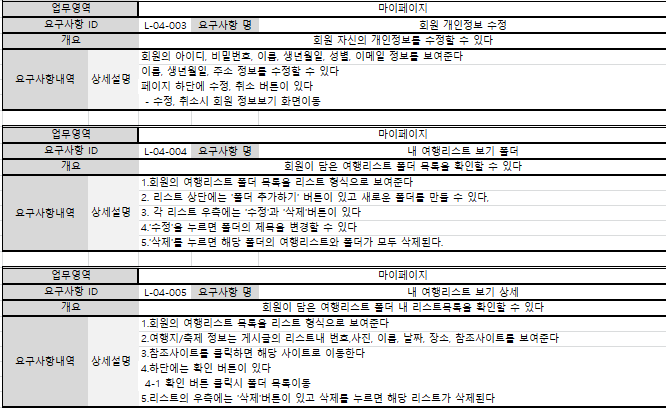 업무영역 마이페이지
요구사항 ID L-04-003 요구사항 명 회원 개인정보 수정
개요 회원 자신의 개인정보를 수정할 수 있다
요구사항내역 상세설명
회원의 아이디, 비밀번호, 이름, 생년월일, 성별, 이메일 정보를 보여준다
이름, 생년월일, 주소 정보를 수정할 수 있다
페이지 하단에 수정, 취소 버튼이 있다
- 수정, 취소시 회원 정보보기 화면이동
업무영역 마이페이지
요구사항 ID L-04-004 요구사항 명 내 여행리스트 보기 폴더
개요 회원이 담은 여행리스트 폴더 목록을 확인할 수 있다
요구사항내역 상세설명
1.회원의 여행리스트 폴더 목록을 리스트 형식으로 보여준다
2. 리스트 상단에는 '폴더 추가하기' 버튼이 있고 새로운 폴더를 만들 수 있다.
3. 각 리스트 우측에는 '수정'과 '삭제'버튼이 있다
4.'수정'을 누르면 폴더의 제목을 변경할 수 있다
5.'삭제'를 누르면 해당 폴더의 여행리스트와 폴더가 모두 삭제된다.
업무영역 마이페이지
요구사항 ID L-04-005 요구사항 명 내 여행리스트 보기 상세
개요 회원이 담은 여행리스트 폴더 내 리스트목록을 확인할 수 있다
요구사항내역 상세설명
1.회원의 여행리스트 목록을 리스트 형식으로 보여준다
2.여행지/축제 정보는 게시글의 리스트내 번호,사진, 이름, 날짜, 장소, 참조사이트를 보여준다
3.참조사이트를 클릭하면 해당 사이트로 이동한다
4.하단에는 확인 버튼이 있다
4-1 확인 버튼 클릭시 폴더 목록이동
5.리스트의 우측에는 '삭제'버튼이 있고 삭제를 누르면 해당 리스트가 삭제된다